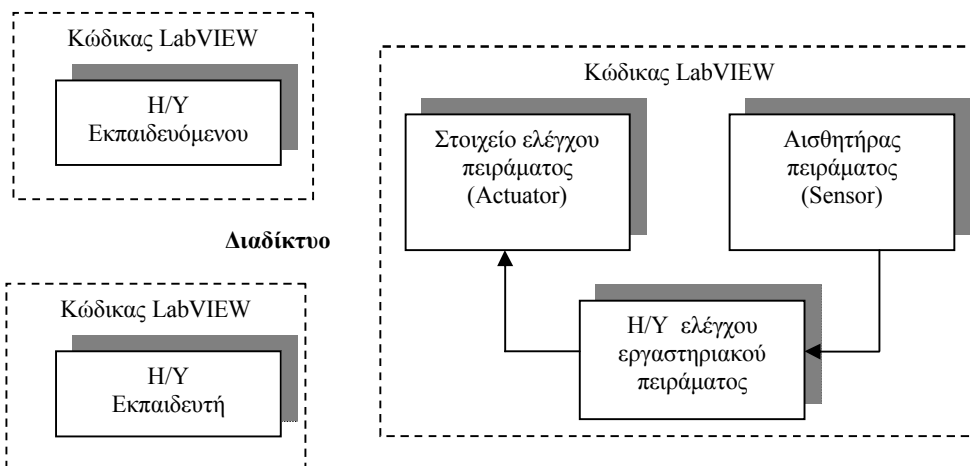 Κώδικας LabVIEW
Η/Υ
Εκπαιδευόμενου
Διαδίκτυο
Κώδικας LabVIEW
Η/Υ
Εκπαιδευτή
Κώδικας LabVIEW
Στοιχείο ελέγχου
πειράματος
(Actuator)
Αισθητήρας
πειράματος
(Sensor)
Η/Υ ελέγχου
εργαστηριακού
πειράματος